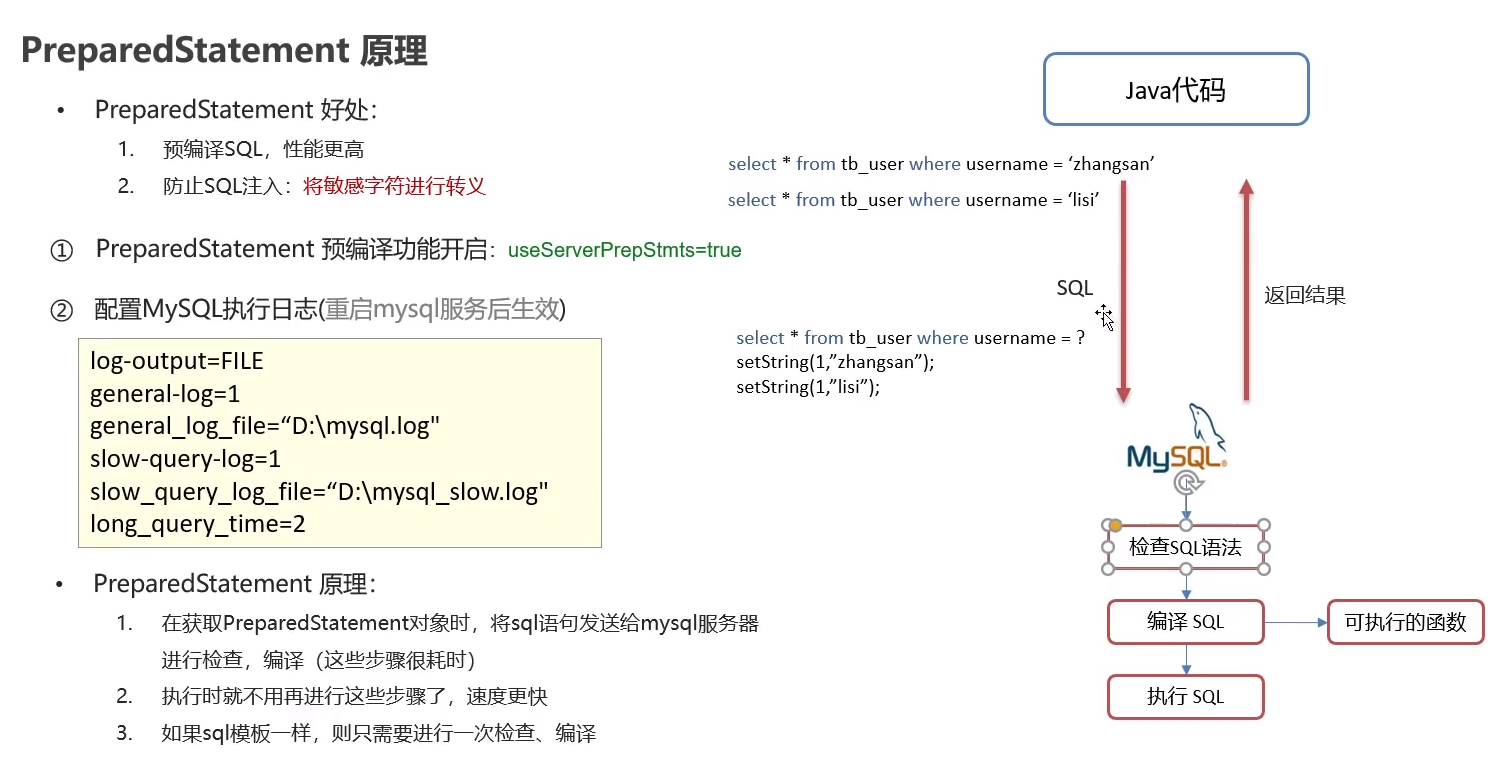 PreparedStatement 原理
• PreparedStatement 好处：
1. 预编译SQL，性能更高
2. 防止SQL注入：将敏感字符进行转义
① PreparedStatement 预编译功能开启：useServerPrepStmts=true
② 配置MySQL执行日志(重启mysql服务后生效)
log-output=FILE
general-log=1
general_log_file=“D:\mysql.log"
slow-query-log=1
slow_query_log_file=“D:\mysql_slow.log"
long_query_time=2
• PreparedStatement 原理：
1. 在获取PreparedStatement对象时，将sql语句发送给mysql服务器
进行检查，编译（这些步骤很耗时）
2. 执行时就不用再进行这些步骤了，速度更快
3. 如果sql模板一样，则只需要进行一次检查、编译
Java代码
select * from tb_user where username = ‘zhangsan’
select * from tb_user where username = ‘lisi’
SQL
返回结果
select * from tb_user where username = ?
setString(1,”zhangsan”);
setString(1,”lisi”);
MySQL®
检查SQL语法
编译 SQL
可执行的函数
执行 SQL